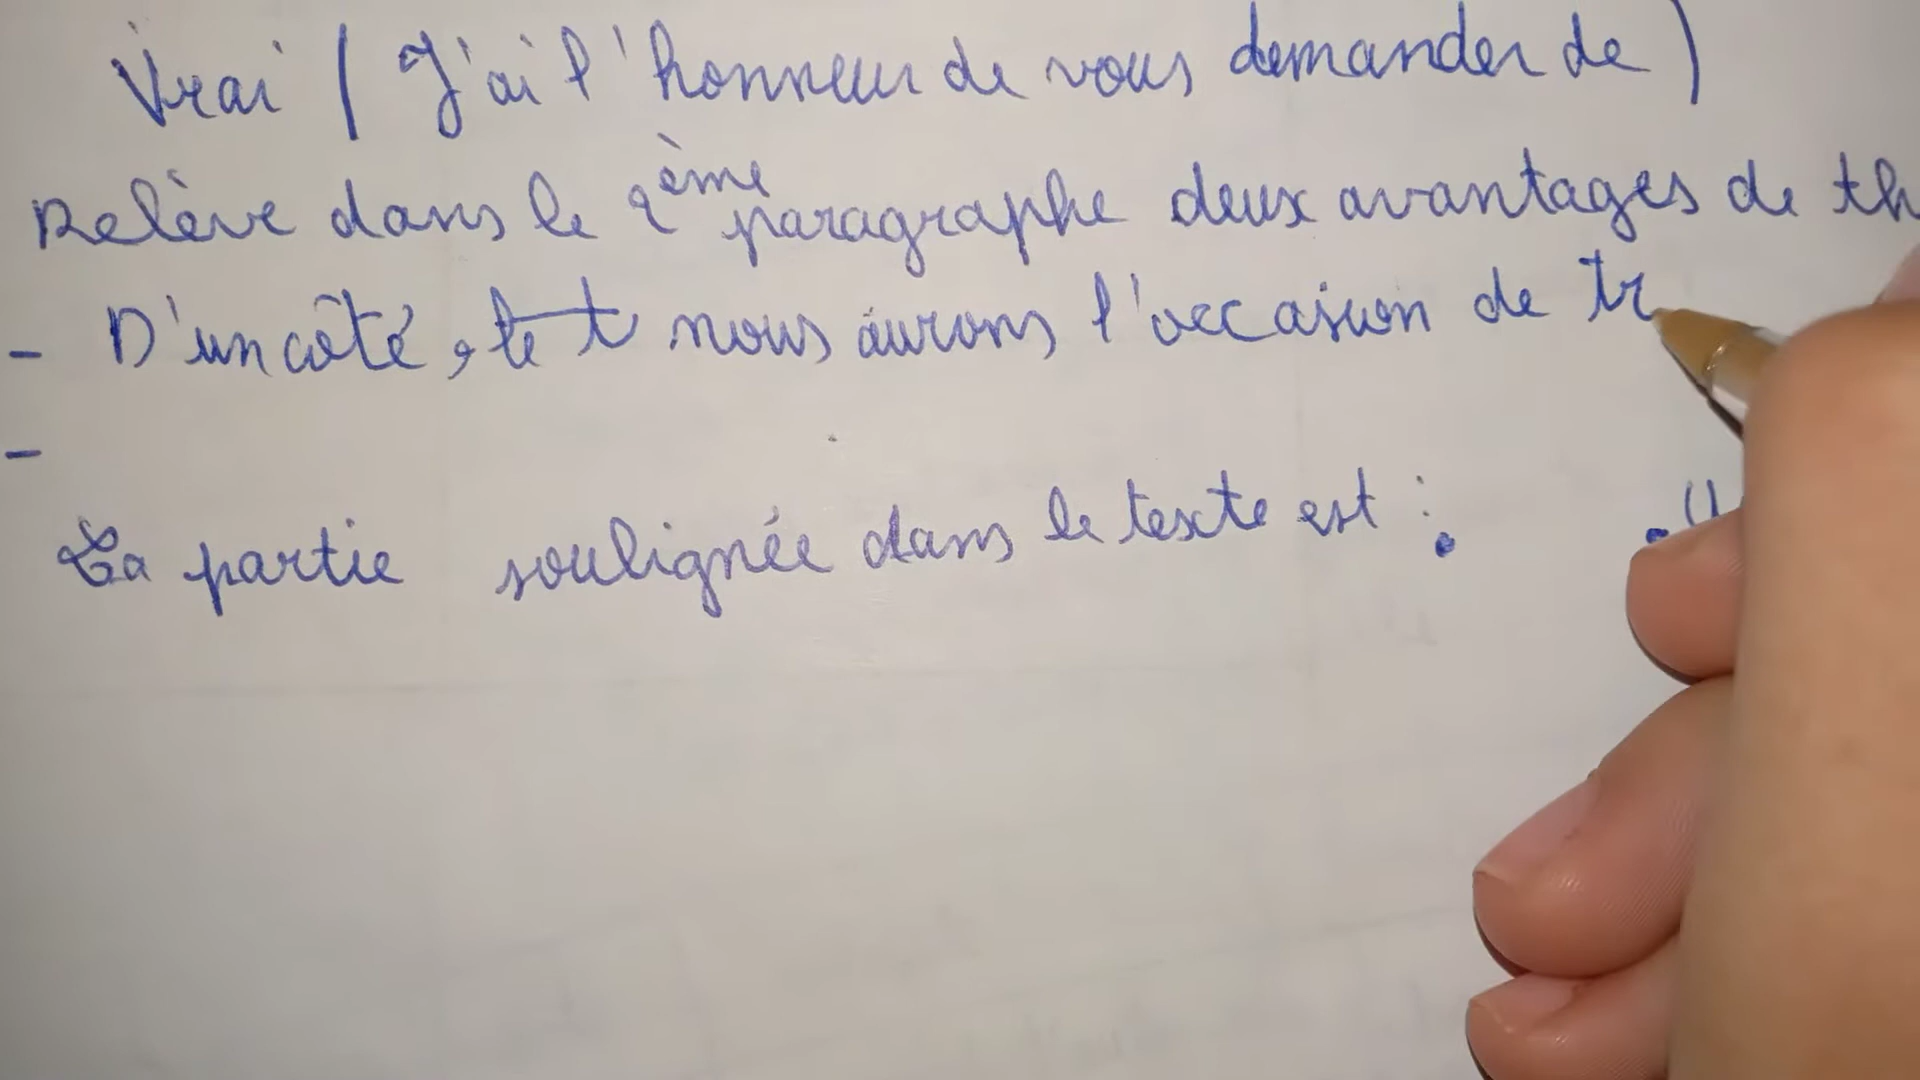 Vrai ( J'ai l'honneur de vous demander de )
Relève dans le 2ème paragraphe deux avantages de th
- D'un côté, nous aurons l'occasion de tr
-
La partie soulignée dans le texte est :